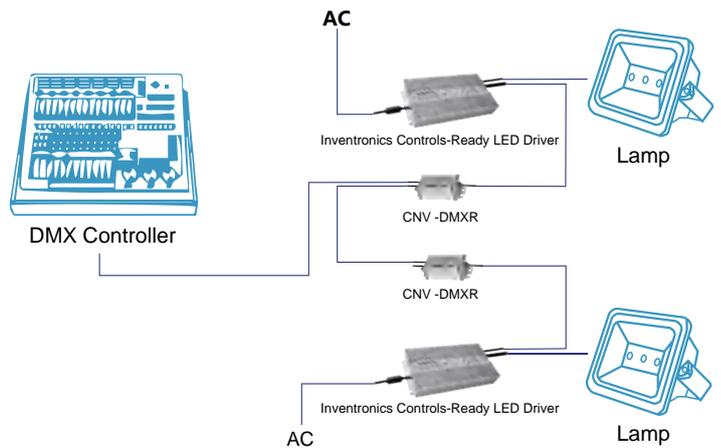 AC
Inventronics Controls-Ready LED Driver
Lamp
DMX Controller
CNV -DMXR
CNV -DMXR
Inventronics Controls-Ready LED Driver
Lamp
AC